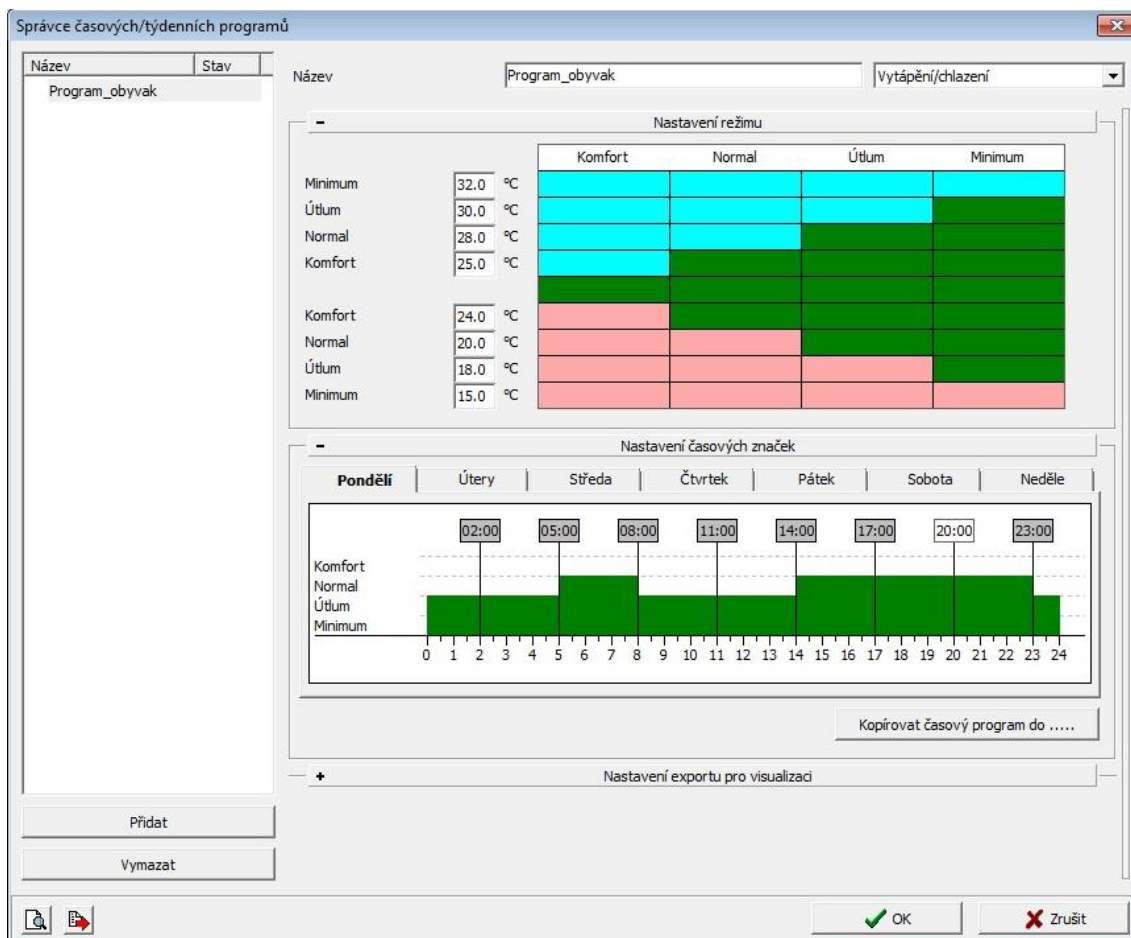 Správce časových/týdenních programů
Název Stav
Program_obyvak
Název Program_obyvak Vytápění/chlazení
- Nastavení režimu
Komfort Normal Útlum Minimum
Minimum 32.0 °C
Útlum 30.0 °C
Normal 28.0 °C
Komfort 25.0 °C
Komfort 24.0 °C
Normal 20.0 °C
Útlum 18.0 °C
Minimum 15.0 °C
- Nastavení časových značek
Pondělí Útery Středa Čtvrtek Pátek Sobota Neděle
02:00 05:00 08:00 11:00 14:00 17:00 20:00 23:00
Komfort
Normal
Útlum
Minimum
0 1 2 3 4 5 6 7 8 9 10 11 12 13 14 15 16 17 18 19 20 21 22 23 24
Kopírovat časový program do .....
+ Nastavení exportu pro visualizaci
Přidat
Vymazat
OK Zrušit